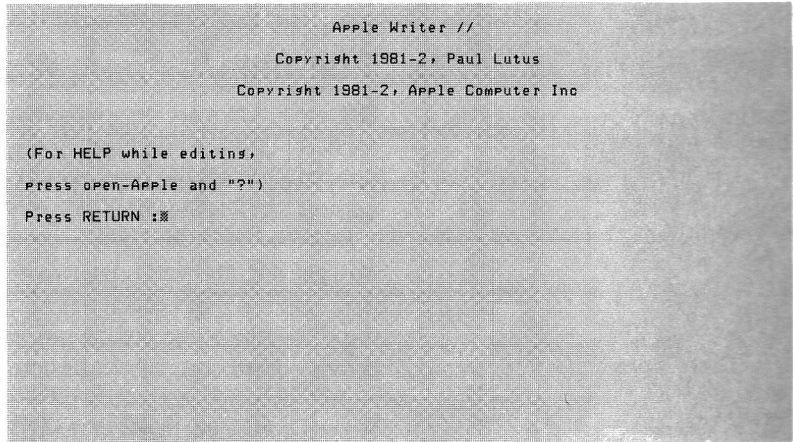 Apple Writer //
Copyright 1981-2, Paul Lutus
Copyright 1981-2, Apple Computer Inc
(For HELP while editing,
press open-Apple and "?")
Press RETURN :